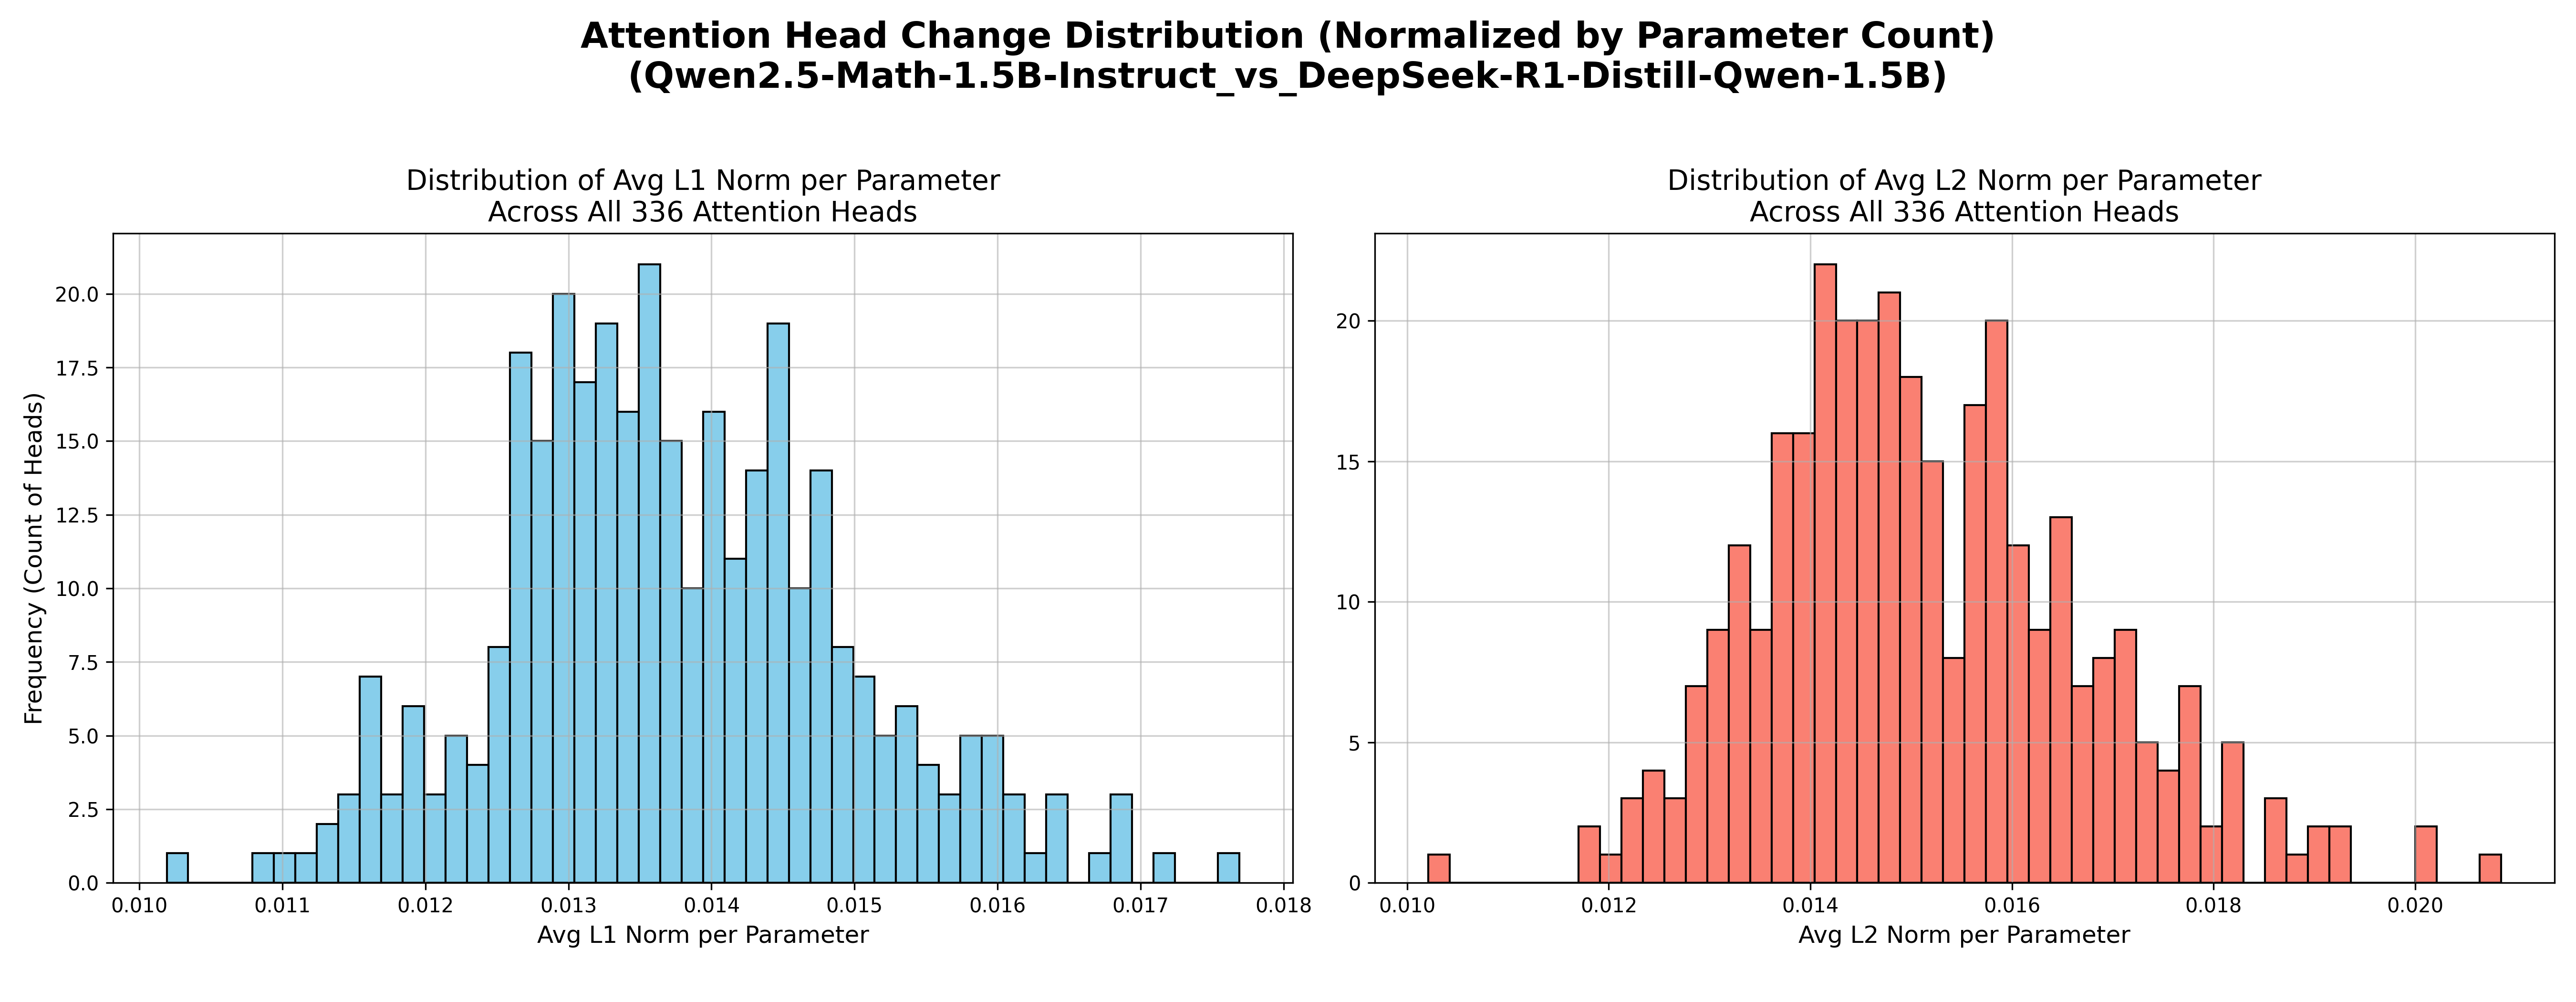 Attention Head Change Distribution (Normalized by Parameter Count)
(Qwen2.5-Math-1.5B-Instruct_vs_DeepSeek-R1-Distill-Qwen-1.5B)
Distribution of Avg L1 Norm per Parameter
Across All 336 Attention Heads
Frequency (Count of Heads)
20.0
17.5
15.0
12.5
10.0
7.5
5.0
2.5
0.0
0.010 0.011 0.012 0.013 0.014 0.015 0.016 0.017 0.018
Avg L1 Norm per Parameter
Distribution of Avg L2 Norm per Parameter
Across All 336 Attention Heads
20
15
10
5
0
0.010 0.012 0.014 0.016 0.018 0.020
Avg L2 Norm per Parameter